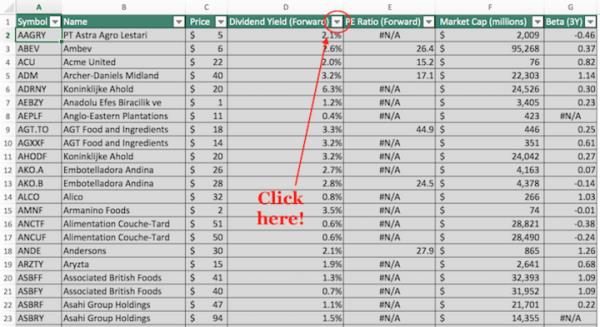 A B C D E F G
1 Symbol Name Price Dividend Yield (Forward) PE Ratio (Forward) Market Cap (millions) Beta (3Y)
2 AAGRY PT Astra Agro Lestari $ 5 2.1% #N/A $ 2,009 -0.46
3 ABEV Ambev $ 6 2.6% 26.4 $ 95,268 0.37
4 ACU Acme United $ 22 2.0% 15.2 $ 76 0.82
5 ADM Archer-Daniels Midland $ 40 3.2% 17.1 $ 22,303 1.14
6 ADRNY Koninklijke Ahold $ 20 6.3% #N/A $ 24,526 0.30
7 AEBZY Anadolu Efes Biracilik ve $ 1 1.2% #N/A $ 3,405 0.23
8 AEPLF Anglo-Eastern Plantations $ 11 0.4% #N/A $ 423 #N/A
9 AGT.TO AGT Food and Ingredients $ 18 3.3% 44.9 $ 446 0.25
10 AGXXF AGT Food and Ingredients $ 14 3.2% #N/A $ 351 0.61
11 AHODF Koninklijke Ahold $ 20 3.2% #N/A $ 24,042 0.27
12 AKO.A Embotelladora Andina $ 26 2.7% #N/A $ 4,163 0.07
13 AKO.B Embotelladora Andina $ 28 2.8% 24.5 $ 4,378 -0.14
14 ALCO Alico $ 32 0.8% #N/A $ 266 1.03
15 AMNF Armanino Foods $ 2 3.5% #N/A $ 74 -0.01
16 ANCTF Alimentation Couche-Tard $ 51 0.6% #N/A $ 28,821 -0.38
17 ANCUF Alimentation Couche-Tard $ 50 0.6% #N/A $ 28,490 -0.24
18 ANDE Andersons $ 30 2.1% 27.9 $ 865 1.26
19 ARZTY Aryzta $ 15 1.9% #N/A $ 2,641 0.68
20 ASBFF Associated British Foods $ 41 1.3% #N/A $ 32,393 1.09
21 ASBFY Associated British Foods $ 40 0.7% #N/A $ 31,952 1.09
22 ASBRF Asahi Group Holdings $ 47 1.1% #N/A $ 21,701 0.22
23 ASBRY Asahi Group Holdings $ 94 1.5% #N/A $ 14,355 #N/A
Click
here!